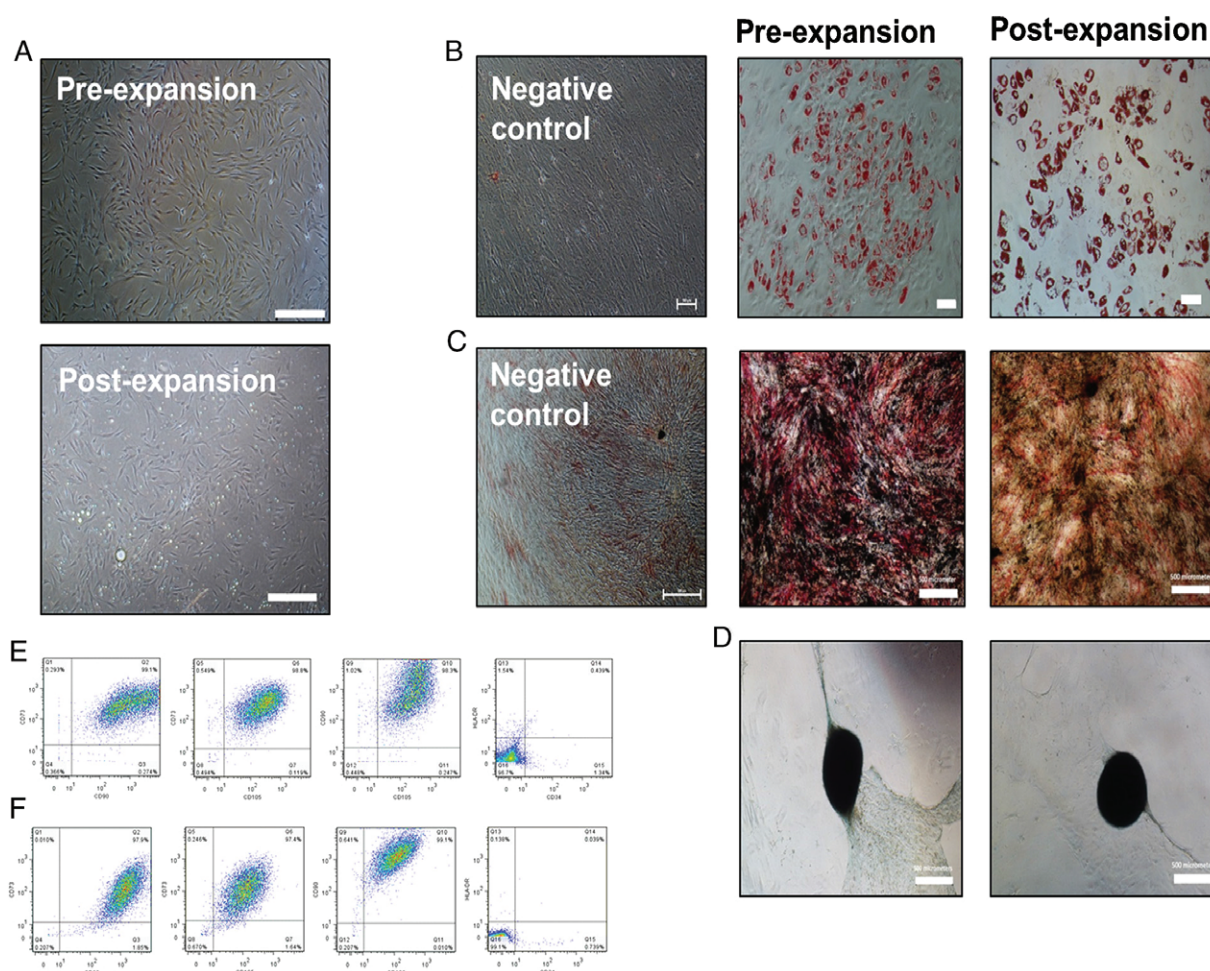 Pre-expansion
Post-expansion
A
Pre-expansion
Post-expansion
B
Negative
control
C
Negative
control
500 micrometer
500 micrometer
D
500 micrometer
E
Q1
0.293%
Q2
99.1%
Q4
0.366%
Q3
0.274%
CD73
CD90
Q5
0.549%
Q6
98.8%
Q8
0.494%
Q7
0.119%
CD73
CD105
Q9
1.02%
Q10
98.3%
Q12
0.448%
Q11
0.247%
CD90
CD105
Q13
1.54%
Q14
0.439%
Q16
96.7%
Q15
1.36%
HLA-DR
CD34
F
Q1
0.010%
Q2
97.9%
Q4
0.207%
Q3
1.85%
CD73
Q5
0.246%
Q6
97.4%
Q8
0.670%
Q7
1.64%
CD73
Q9
0.641%
Q10
99.1%
Q12
0.207%
Q11
0.010%
CD90
Q13
0.139%
Q14
0.039%
Q16
99.1%
Q15
0.739%
HLA-DR